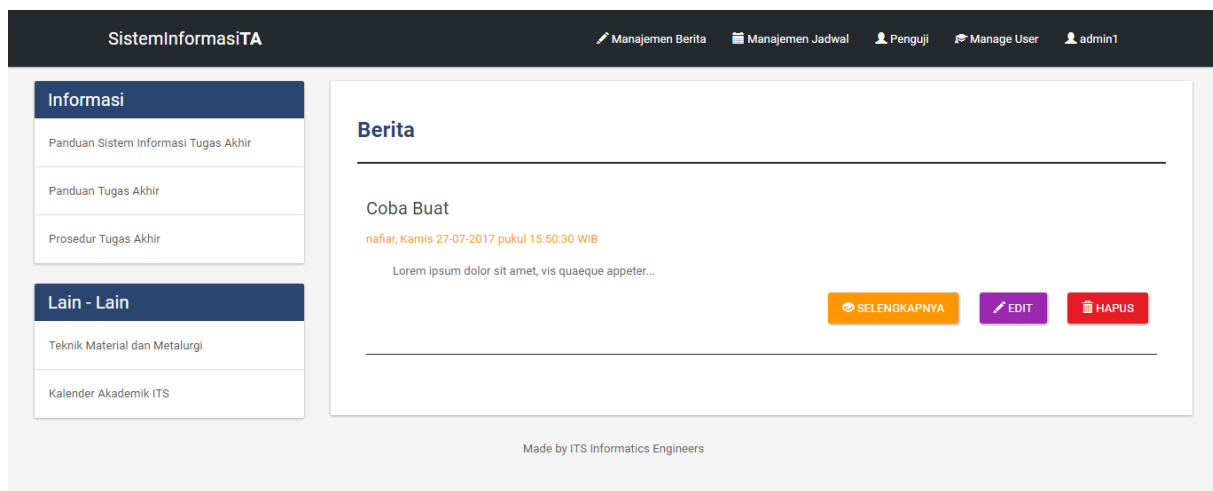 SistemInformasiTA
Manajemen Berita
Manajemen Jadwal
Penguji
Manage User
admin1
Informasi
Panduan Sistem Informasi Tugas Akhir
Panduan Tugas Akhir
Prosedur Tugas Akhir
Lain - Lain
Teknik Material dan Metalurgi
Kalender Akademik ITS
Berita
Coba Buat
nafiar, Kamis 27-07-2017 pukul 15:50:30 WIB
Lorem ipsum dolor sit amet, vis quaeque appeter...
SELENGKAPNYA
EDIT
HAPUS
Made by ITS Informatics Engineers